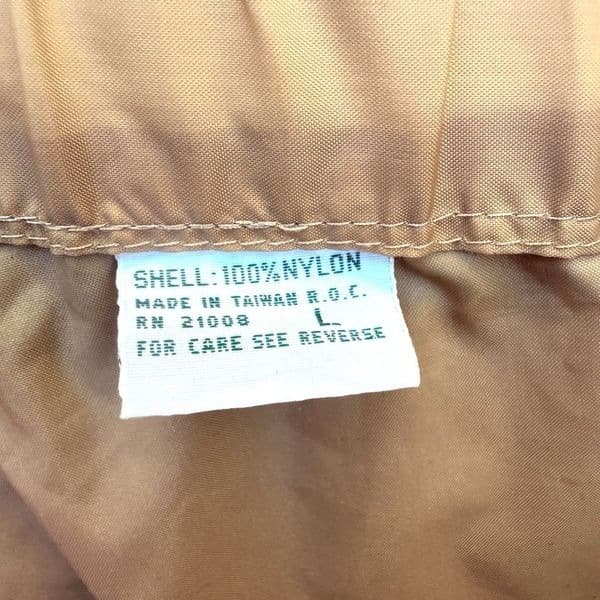 SHELL: 100% NYLON
MADE IN TAIWAN R.O.C.
RN 21008 L
FOR CARE SEE REVERSE